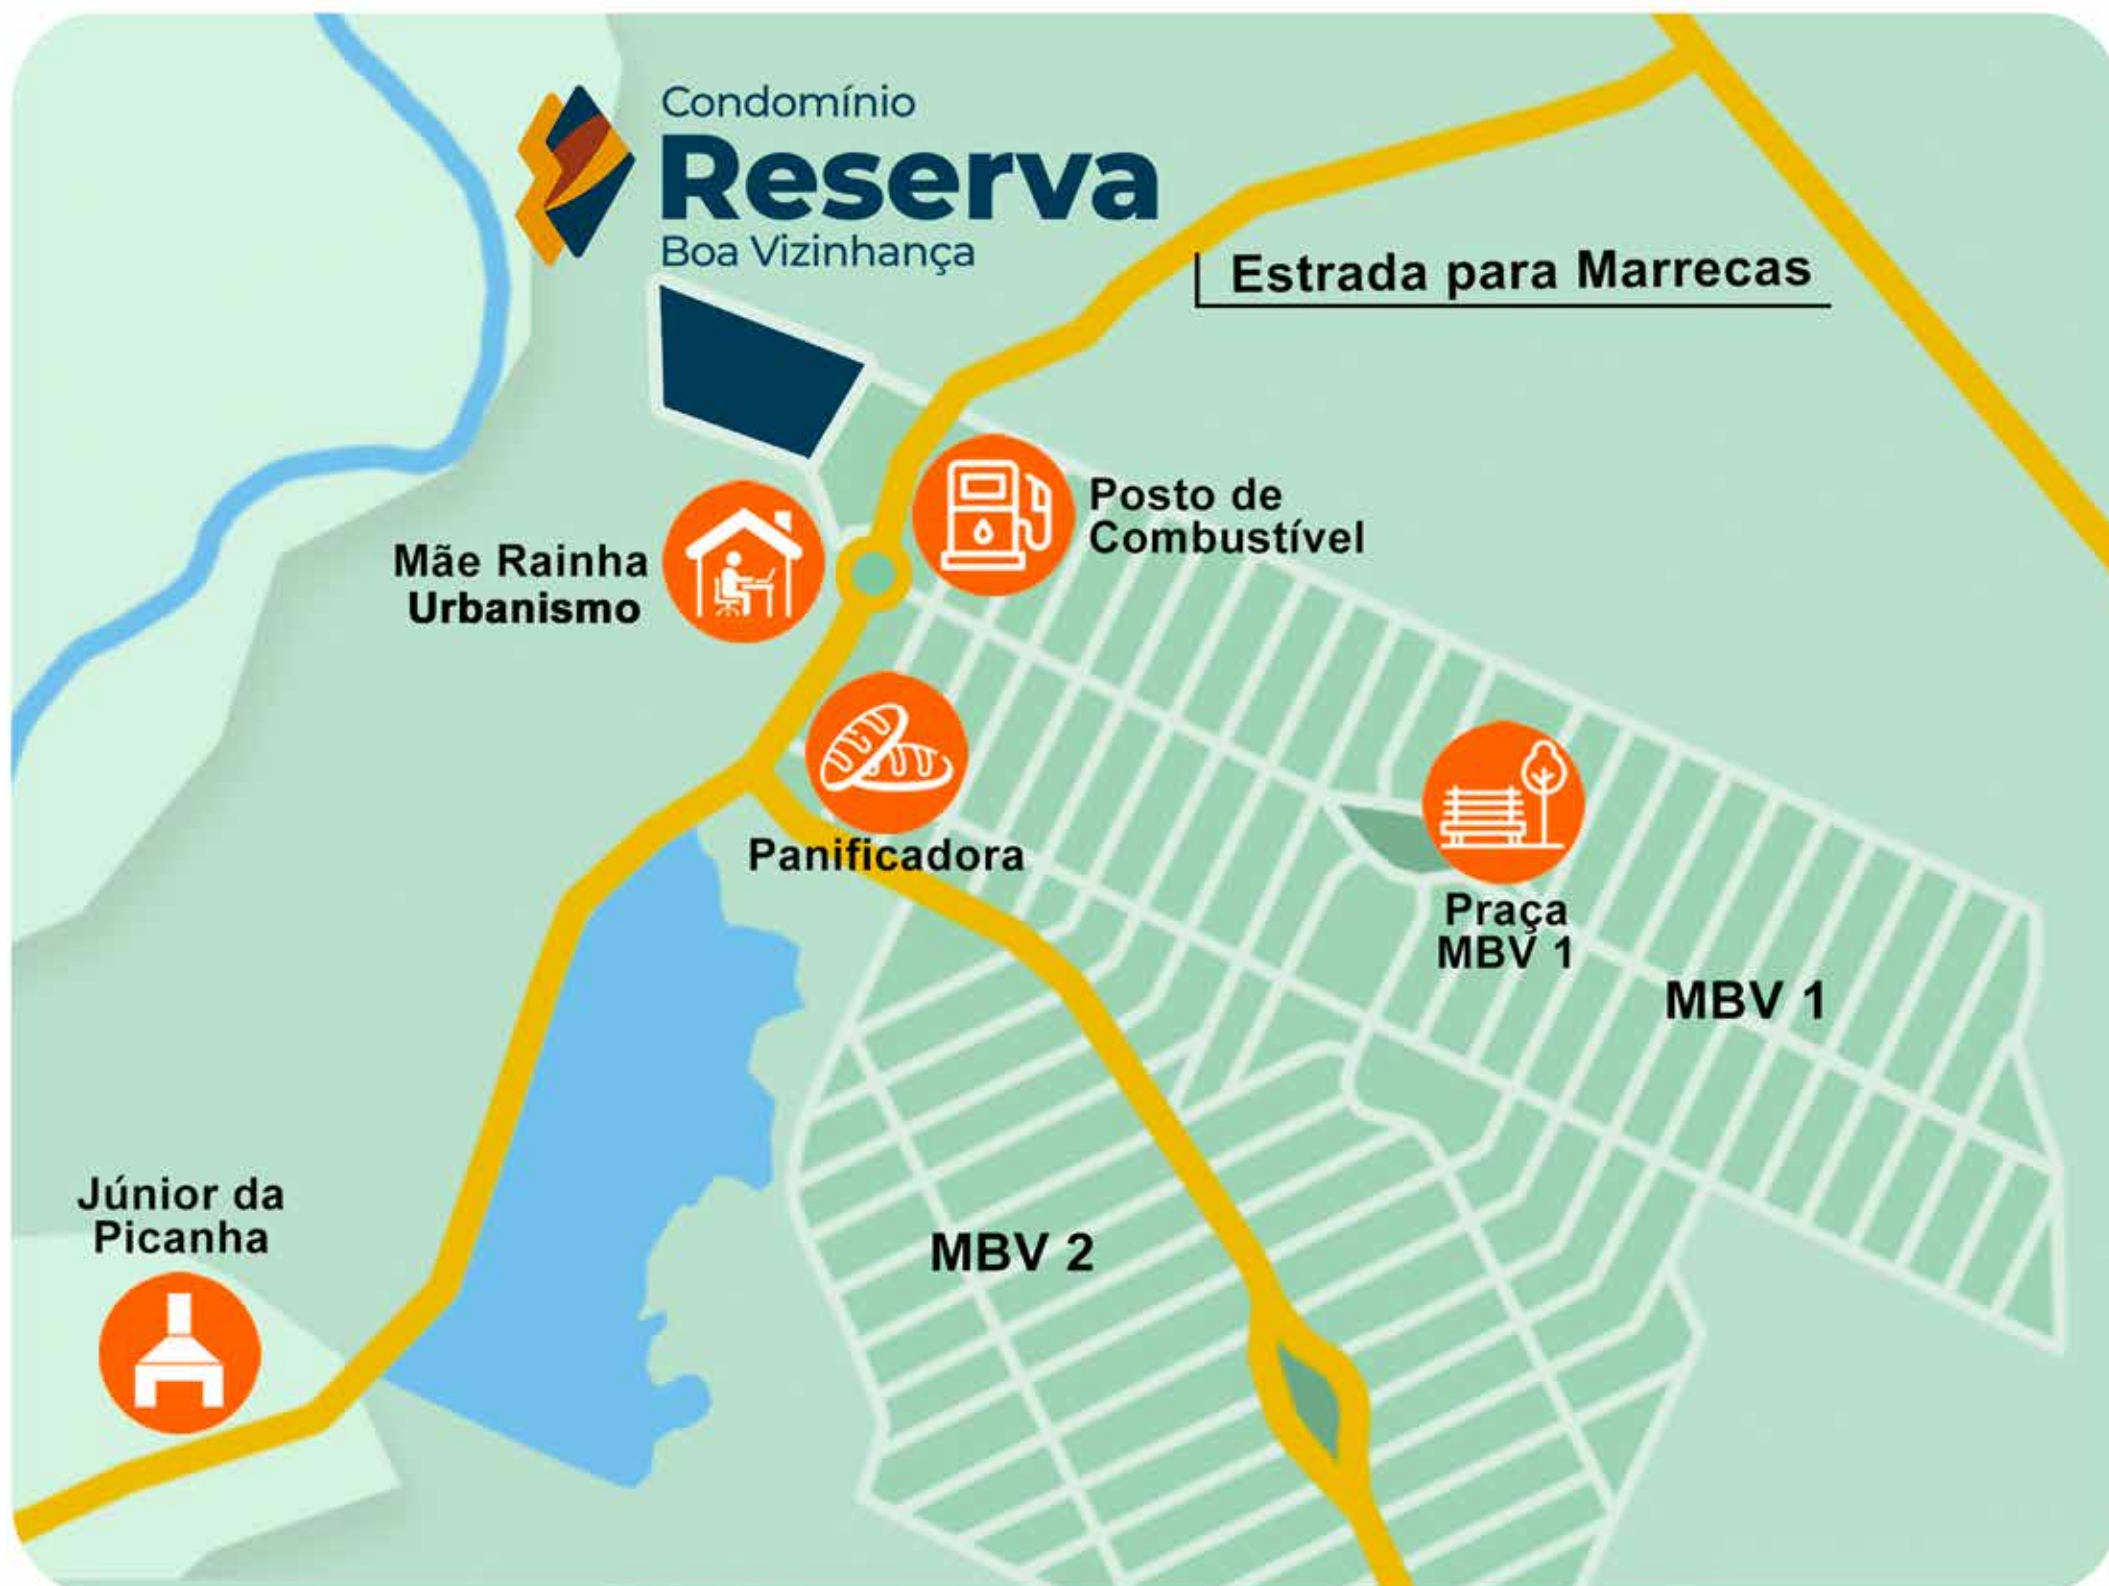 Condomínio
Reserva
Boa Vizinhança
Estrada para Marrecas
Posto de
Combustível
Mãe Rainha
Urbanismo
Panificadora
Praça
MBV 1
MBV 1
Júnior da
Picanha
MBV 2